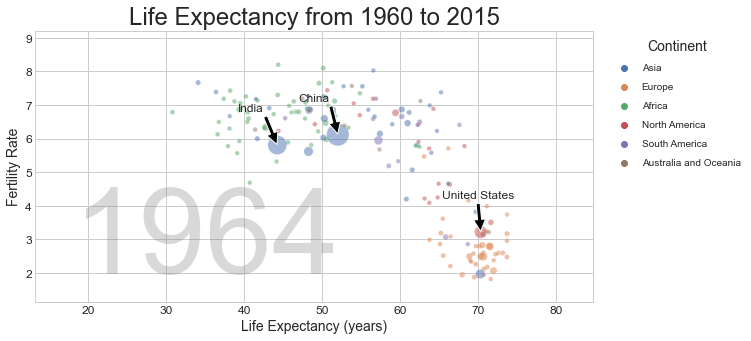 Life Expectancy from 1960 to 2015
Continent
Asia
Europe
Africa
North America
South America
Australia and Oceania
Fertility Rate
9
8
7
6
5
4
3
2
India
China
United States
1964
20 30 40 50 60 70 80
Life Expectancy (years)